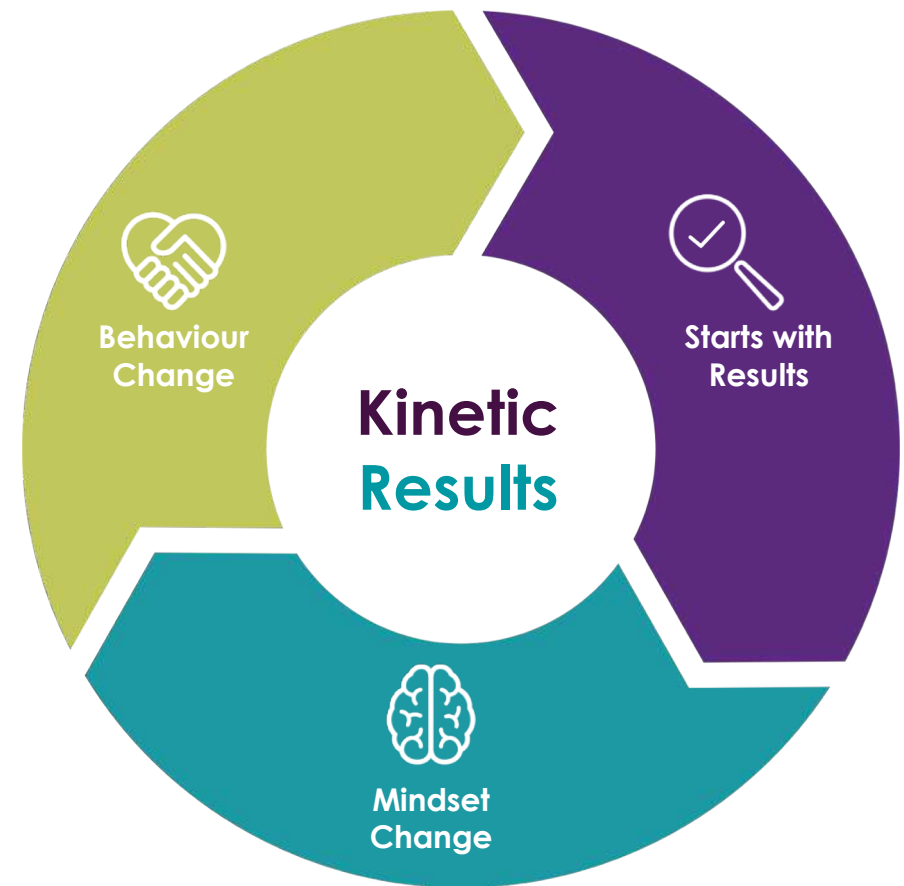 Kinetic
Results
Starts with
Results
Mindset
Change
Behaviour
Change